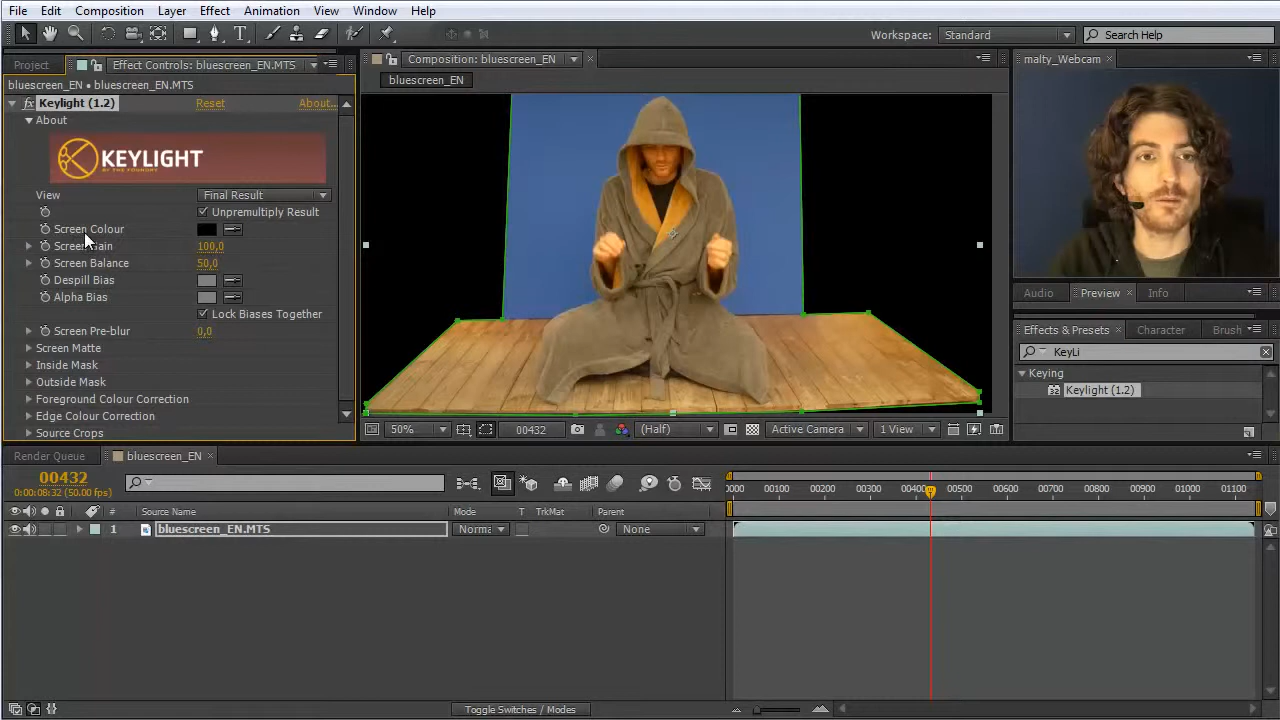 File Edit Composition Layer Effect Animation View Window Help
Workspace: Standard Search Help
Project Effect Controls: bluescreen_EN.MTS
Composition: bluescreen_EN
malty_Webcam
bluescreen_EN • bluescreen_EN.MTS
bluescreen_EN
fx Keylight (1.2) Reset About...
About
KEYLIGHT
BY THE FOUNDRY
View Final Result
Unpremultiply Result
Screen Colour
Screen Gain 100,0
Screen Balance 50,0
Despill Bias
Alpha Bias
Lock Biases Together
Screen Pre-blur 0,0
Screen Matte
Inside Mask
Outside Mask
Foreground Colour Correction
Edge Colour Correction
Source Crops
50% 00432 (Half) Active Camera 1 View
Audio Preview Info
Effects & Presets Character Brush
KeyLi
Keying
32 Keylight (1.2)
Render Queue bluescreen_EN
00432
0:00:08:32 (50.00 fps)
# Source Name Mode T TrkMat Parent
0000 00100 00200 00300 00400 00500 00600 00700 00800 00900 01000 01100
1 bluescreen_EN.MTS Norma None
Toggle Switches / Modes